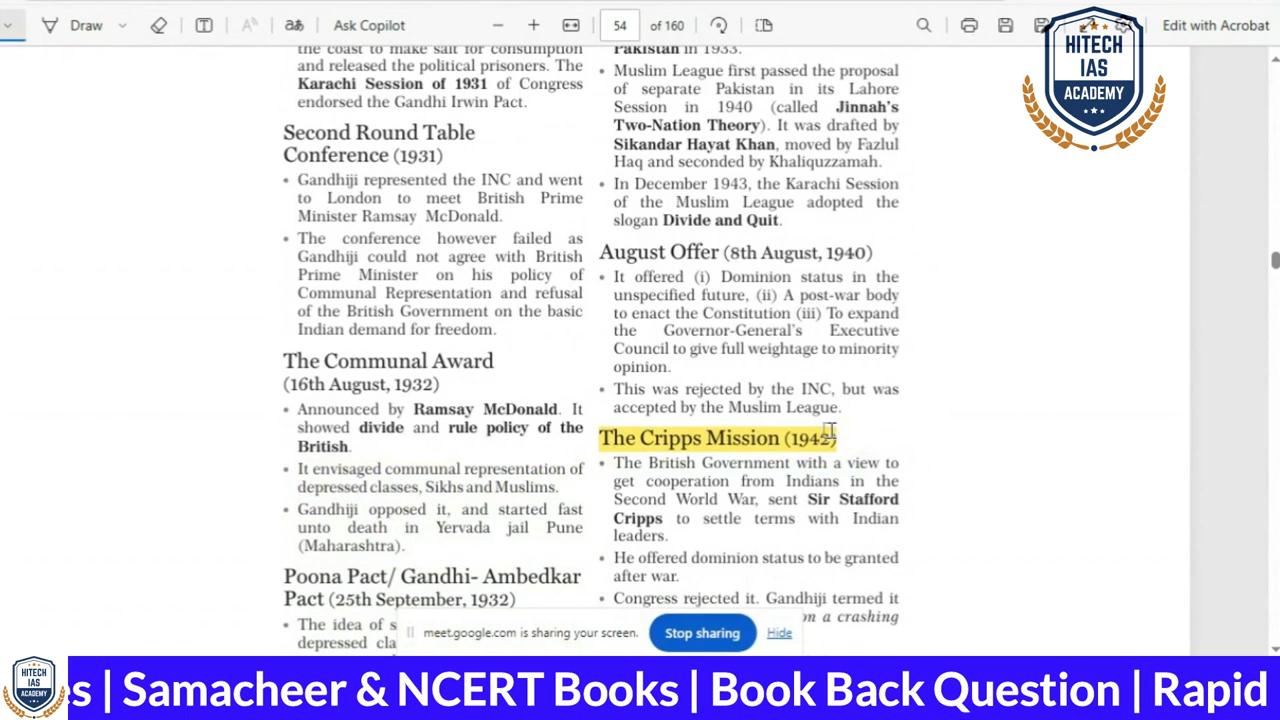 Draw
Ask Copilot
54 of 160
Edit with Acrobat
HITECH
IAS
ACADEMY
the coast to make salt for consumption
and released the political prisoners. The
Karachi Session of 1931 of Congress
endorsed the Gandhi Irwin Pact.
Second Round Table
Conference (1931)
• Gandhiji represented the INC and went
to London to meet British Prime
Minister Ramsay McDonald.
• The conference however failed as
Gandhiji could not agree with British
Prime Minister on his policy of
Communal Representation and refusal
of the British Government on the basic
Indian demand for freedom.
The Communal Award
(16th August, 1932)
• Announced by Ramsay McDonald. It
showed divide and rule policy of the
British.
• It envisaged communal representation of
depressed classes, Sikhs and Muslims.
• Gandhiji opposed it, and started fast
unto death in Yervada jail Pune
(Maharashtra).
Poona Pact/ Gandhi- Ambedkar
Pact (25th September, 1932)
• The idea of s
depressed cla
Pakistan in 1933.
• Muslim League first passed the proposal
of separate Pakistan in its Lahore
Session in 1940 (called Jinnah's
Two-Nation Theory). It was drafted by
Sikandar Hayat Khan, moved by Fazlul
Haq and seconded by Khaliquzzamah.
• In December 1943, the Karachi Session
of the Muslim League adopted the
slogan Divide and Quit.
August Offer (8th August, 1940)
• It offered (i) Dominion status in the
unspecified future, (ii) A post-war body
to enact the Constitution (iii) To expand
the Governor-General's Executive
Council to give full weightage to minority
opinion.
• This was rejected by the INC, but was
accepted by the Muslim League.
The Cripps Mission (1942)
• The British Government with a view to
get cooperation from Indians in the
Second World War, sent Sir Stafford
Cripps to settle terms with Indian
leaders.
• He offered dominion status to be granted
after war.
• Congress rejected it. Gandhiji termed it
on a crashing
meet.google.com is sharing your screen.
Stop sharing
Hide
HITECH
IAS
ACADEMY
s | Samacheer & NCERT Books | Book Back Question | Rapid